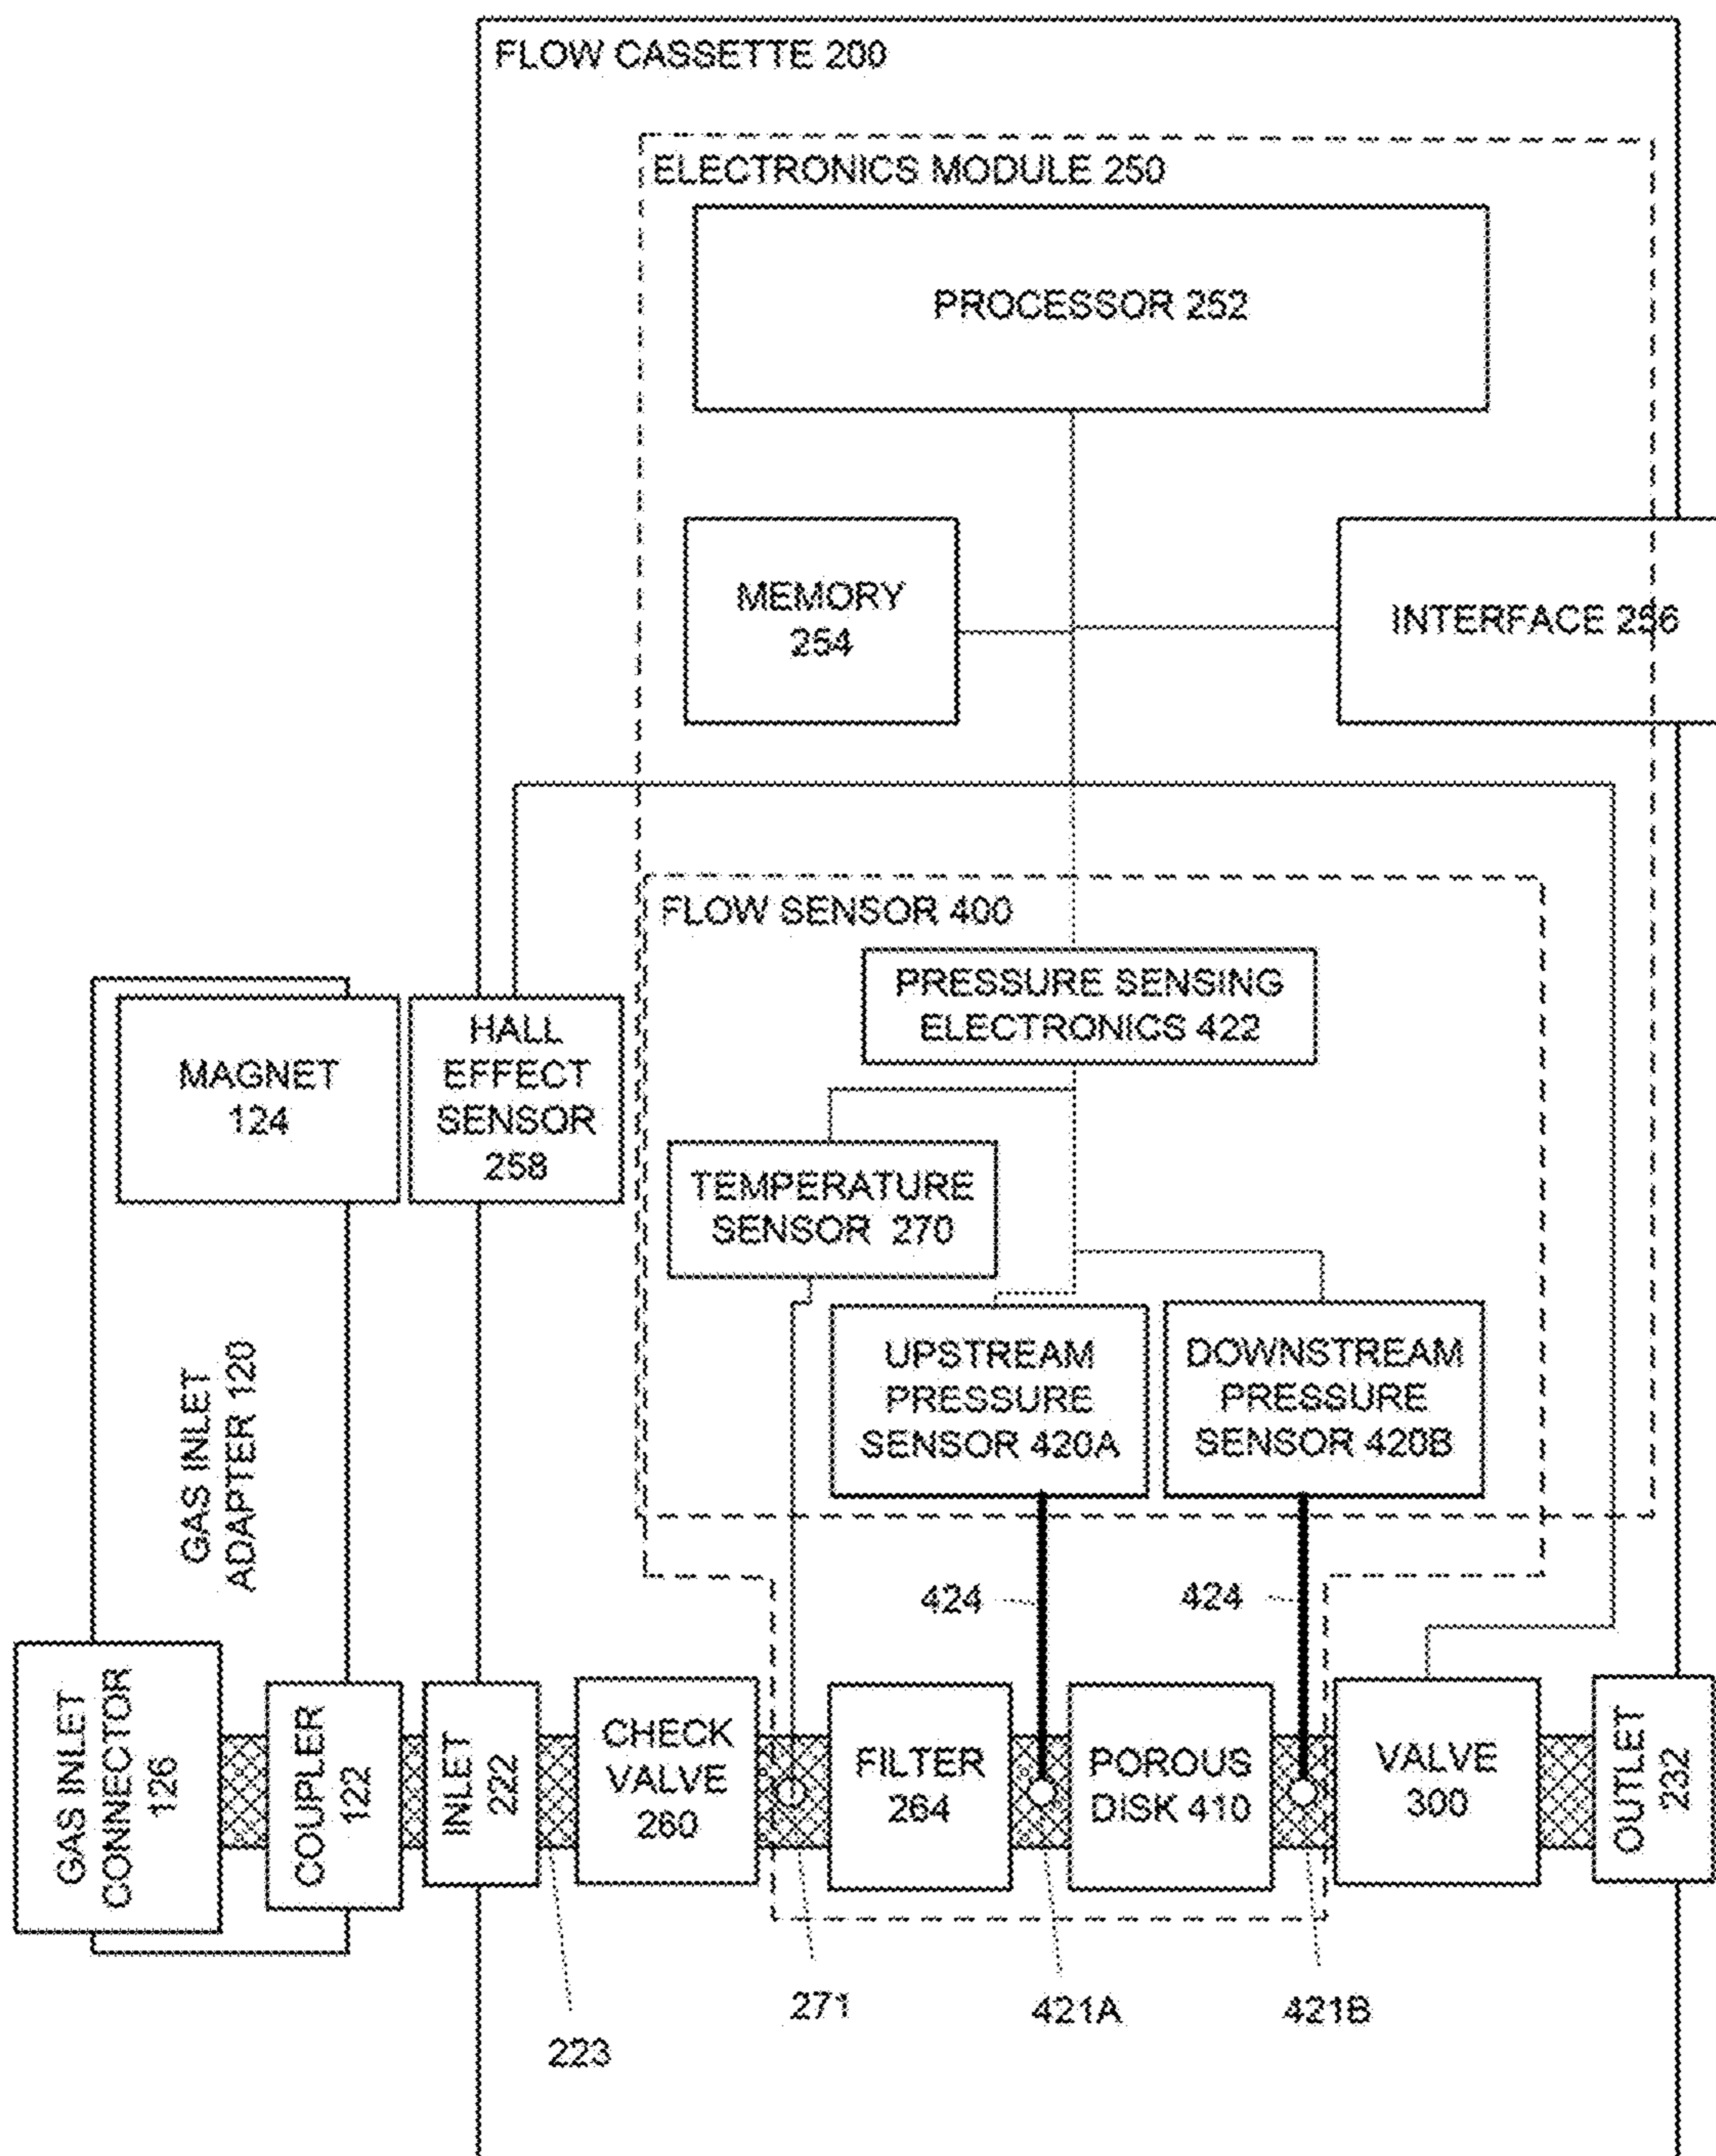 FLOW CASSETTE 200
ELECTRONICS MODULE 250
PROCESSOR 252
MEMORY
254
INTERFACE 256
FLOW SENSOR 400
PRESSURE SENSING
ELECTRONICS 422
MAGNET
124
HALL
EFFECT
SENSOR
258
TEMPERATURE
SENSOR 270
UPSTREAM
PRESSURE
SENSOR 420A
DOWNSTREAM
PRESSURE
SENSOR 420B
GAS INLET
ADAPTER 120
424
424
GAS INLET
CONNECTOR
126
COUPLER
122
INLET
222
CHECK
VALVE
260
FILTER
264
POROUS
DISK 410
VALVE
300
OUTLET
232
271
421A
421B
223